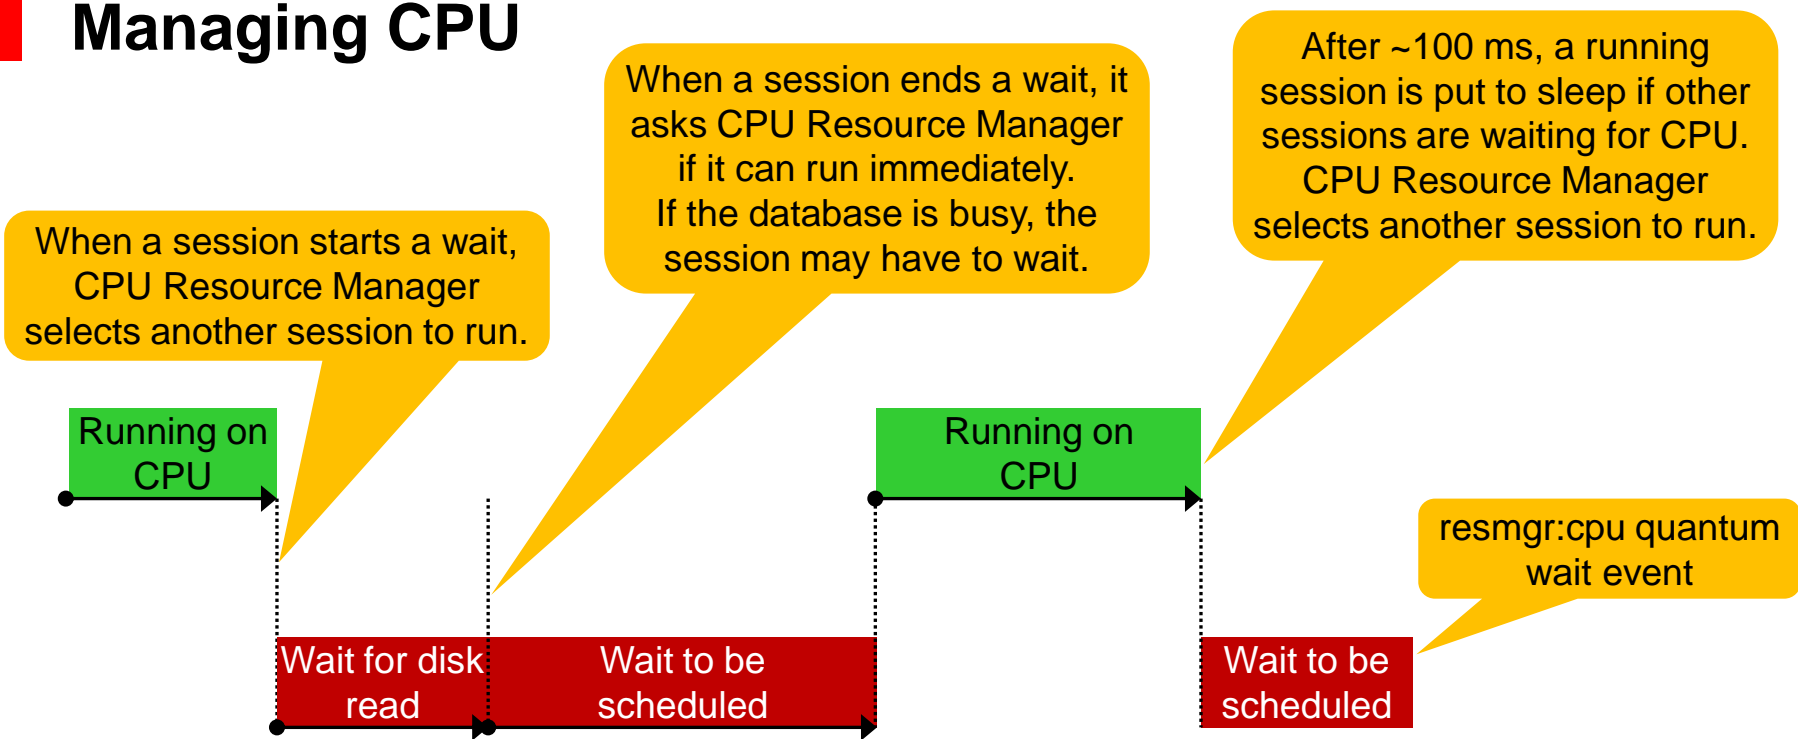 Managing CPU
When a session starts a wait,
CPU Resource Manager
selects another session to run.
When a session ends a wait, it
asks CPU Resource Manager
if it can run immediately.
If the database is busy, the
session may have to wait.
After ~100 ms, a running
session is put to sleep if other
sessions are waiting for CPU.
CPU Resource Manager
selects another session to run.
Running on
CPU
Running on
CPU
resmgr:cpu quantum
wait event
Wait for disk
read
Wait to be
scheduled
Wait to be
scheduled